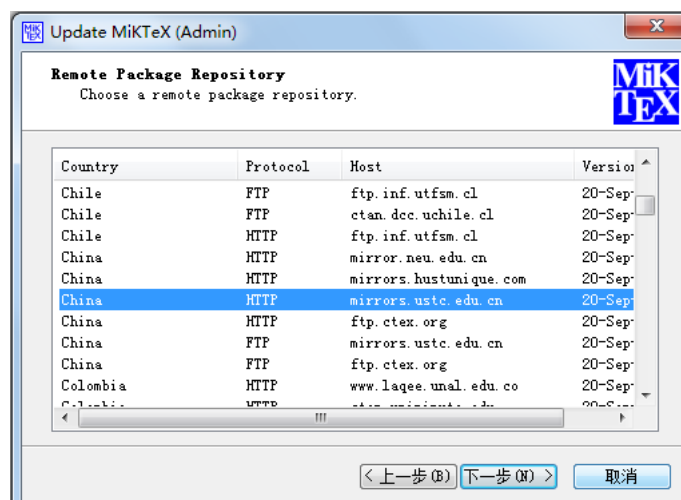 Update MiKTeX (Admin)
Remote Package Repository
Choose a remote package repository.
MiK
TEX
Country Protocol Host Version
Chile FTP ftp.inf.utfsm.cl 20-Sep-
Chile FTP ctan.dcc.uchile.cl 20-Sep-
Chile HTTP ftp.inf.utfsm.cl 20-Sep-
China HTTP mirror.neu.edu.cn 20-Sep-
China HTTP mirrors.hustunique.com 20-Sep-
China HTTP mirrors.ustc.edu.cn 20-Sep-
China HTTP ftp.ctex.org 20-Sep-
China FTP mirrors.ustc.edu.cn 20-Sep-
China FTP ftp.ctex.org 20-Sep-
Colombia HTTP www.laqee.unal.edu.co 20-Sep-
< 上一步(B) 下一步(N) > 取消